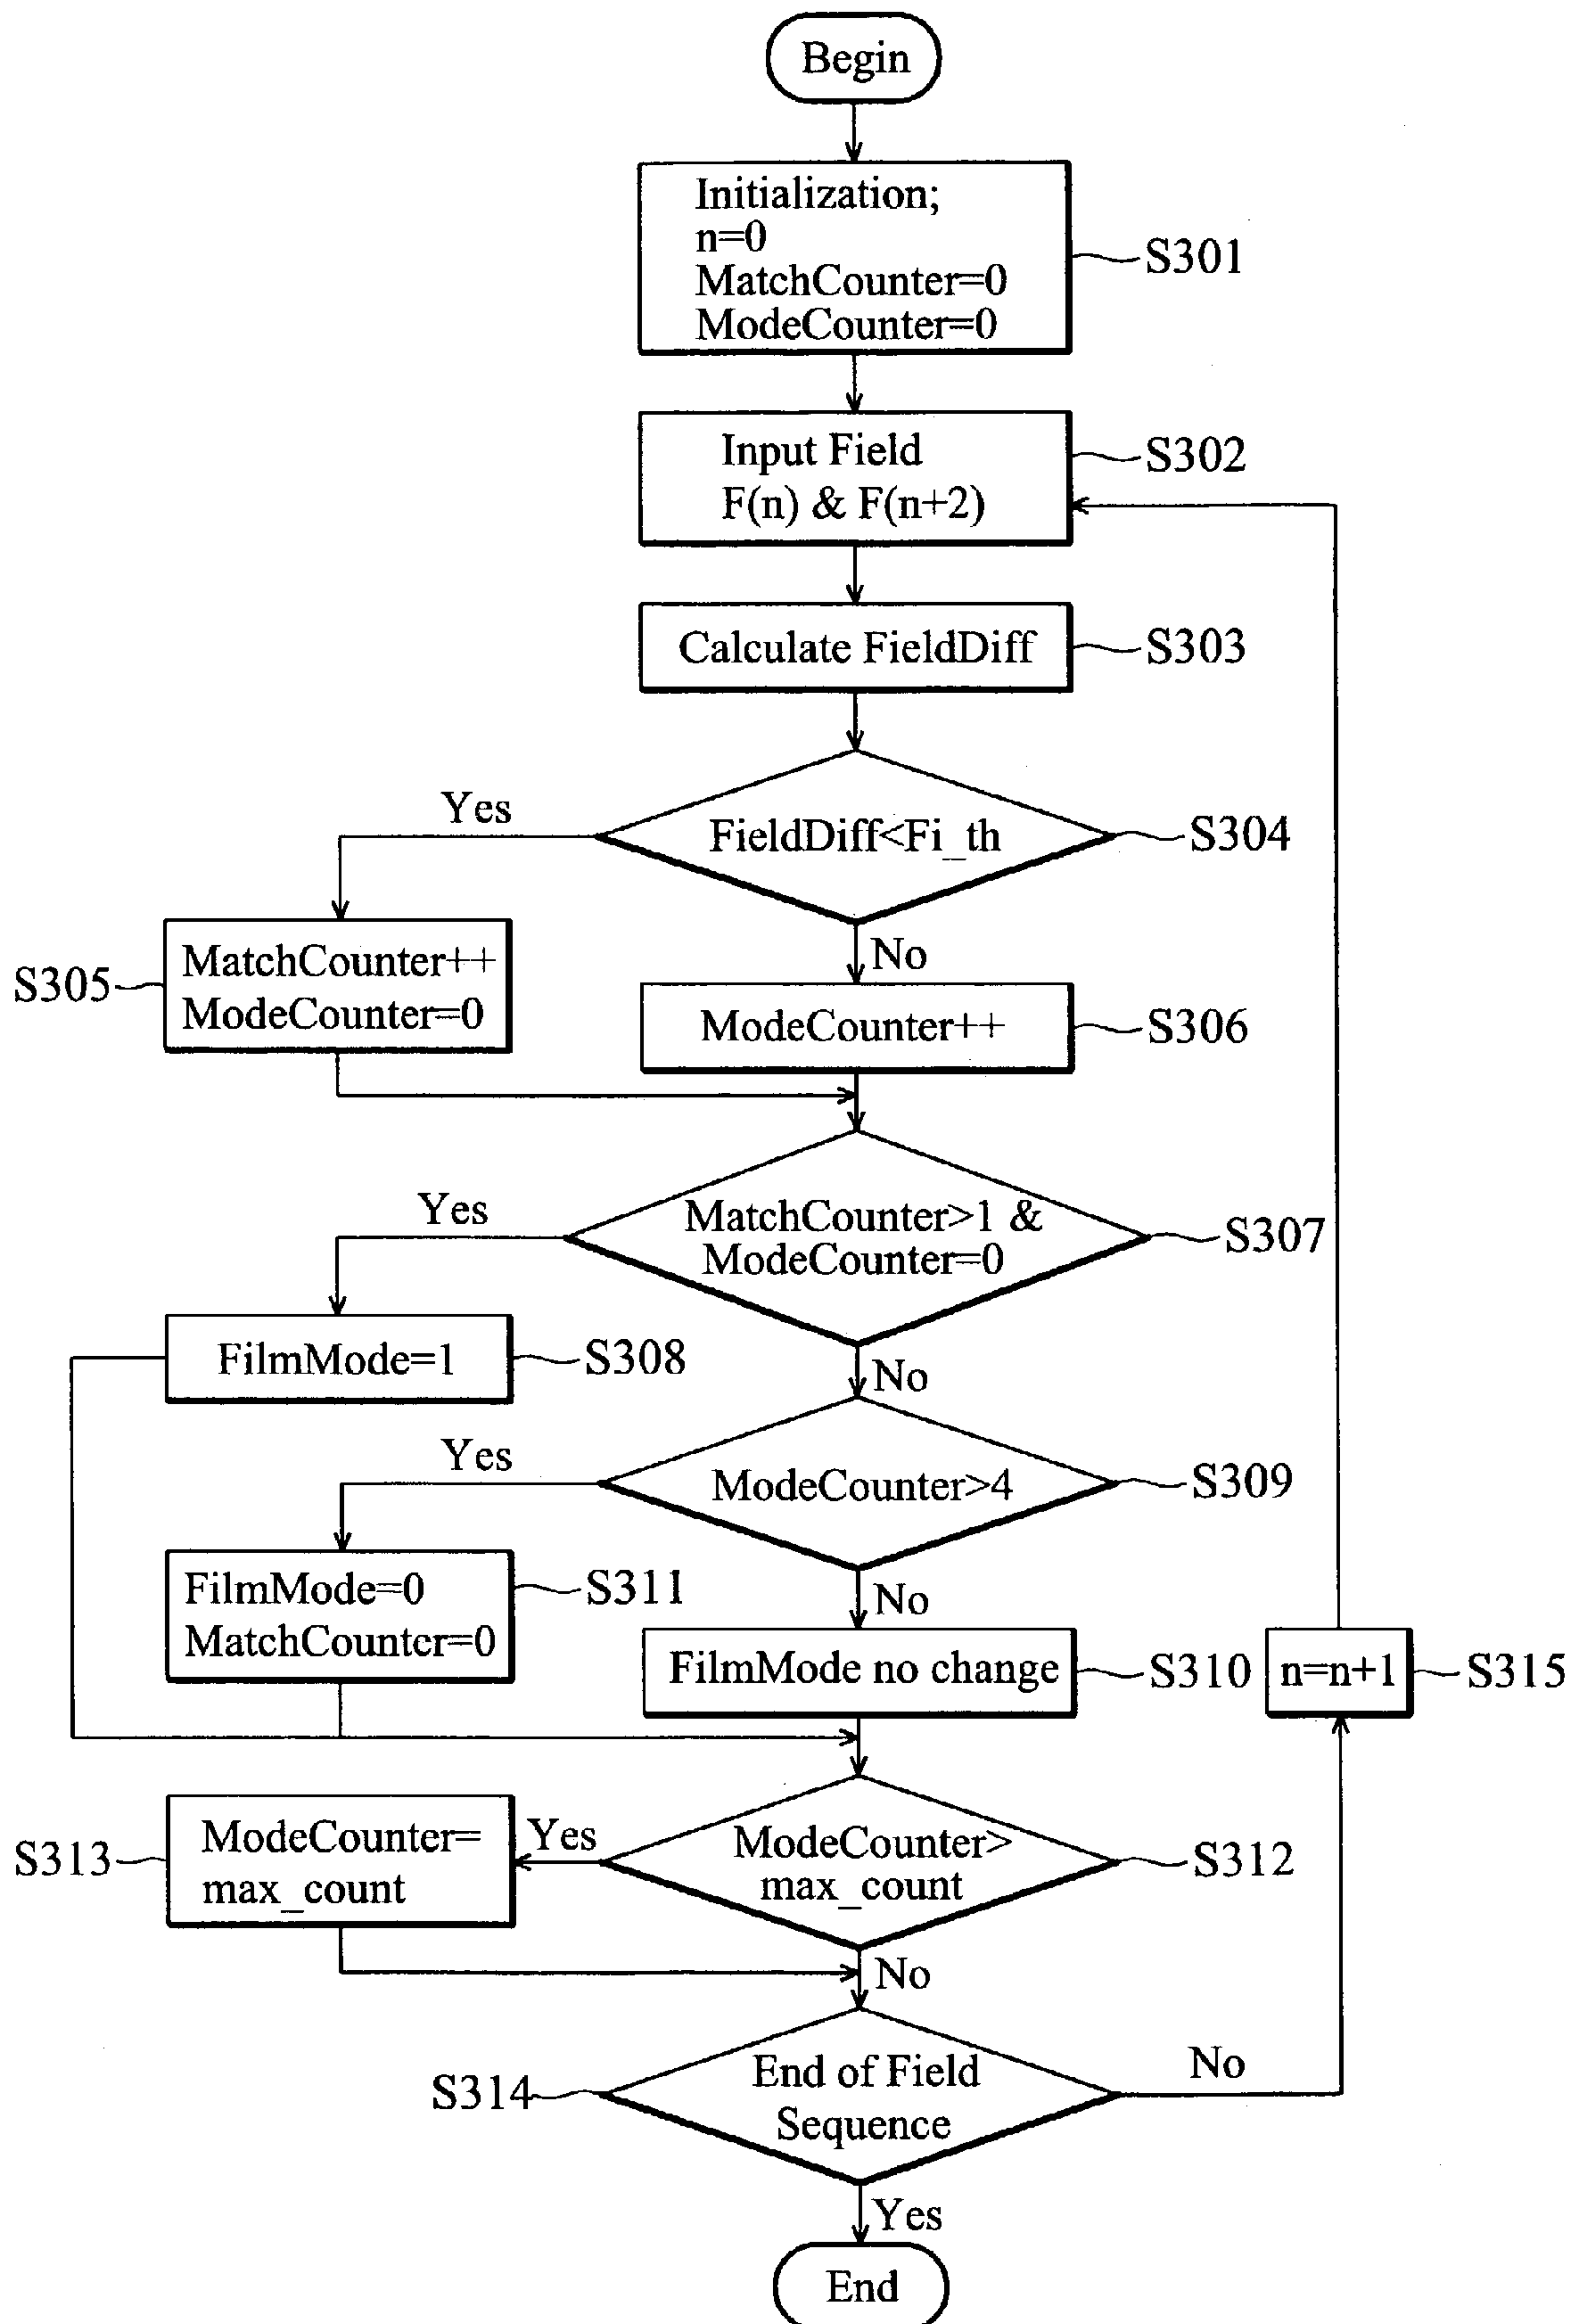 Begin
Initialization;
n=0
MatchCounter=0
ModeCounter=0
S301
Input Field
F(n) & F(n+2)
S302
Calculate FieldDiff
S303
Yes
FieldDiff<Fi_th
S304
No
S305
MatchCounter++
ModeCounter=0
ModeCounter++
S306
Yes
MatchCounter>1 &
ModeCounter=0
S307
FilmMode=1
S308
No
Yes
ModeCounter>4
S309
FilmMode=0
MatchCounter=0
S311
No
FilmMode no change
S310
n=n+1
S315
S313
ModeCounter=
max_count
Yes
ModeCounter>
max_count
S312
No
S314
End of Field
Sequence
No
Yes
End